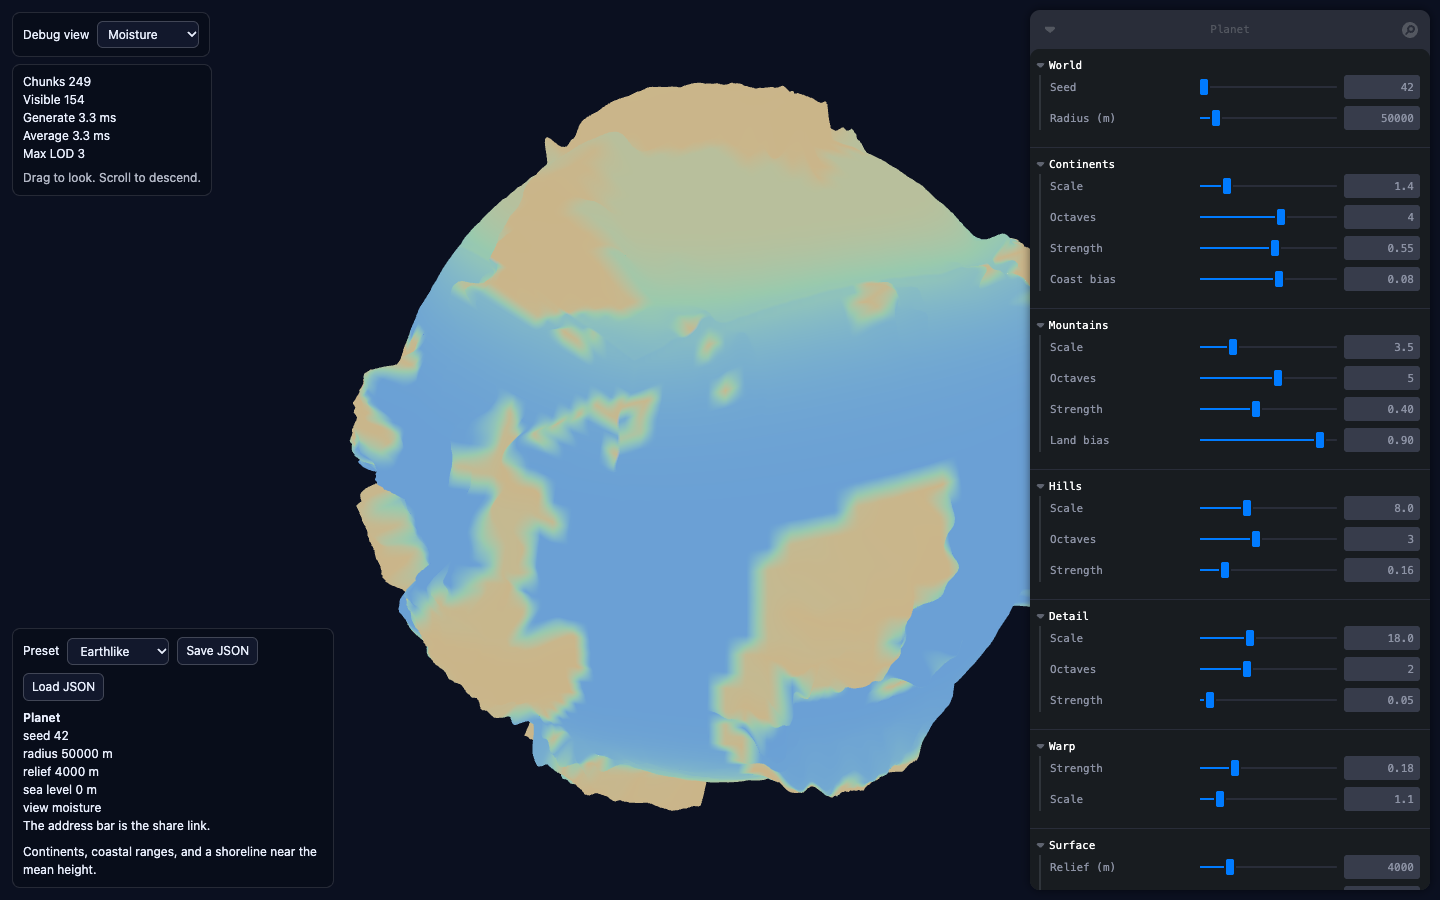 Debug view Moisture
Chunks 249
Visible 154
Generate 3.3 ms
Average 3.3 ms
Max LOD 3
Drag to look. Scroll to descend.
Preset Earthlike Save JSON
Load JSON
Planet
seed 42
radius 50000 m
relief 4000 m
sea level 0 m
view moisture
The address bar is the share link.
Continents, coastal ranges, and a shoreline near the
mean height.
Planet
World
Seed 42
Radius (m) 50000
Continents
Scale 1.4
Octaves 4
Strength 0.55
Coast bias 0.08
Mountains
Scale 3.5
Octaves 5
Strength 0.40
Land bias 0.90
Hills
Scale 8.0
Octaves 3
Strength 0.16
Detail
Scale 18.0
Octaves 2
Strength 0.05
Warp
Strength 0.18
Scale 1.1
Surface
Relief (m) 4000